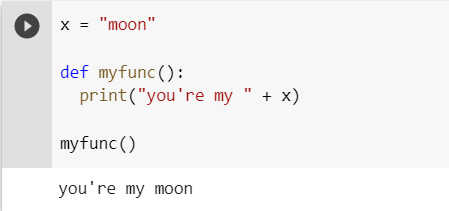 x = "moon"
def myfunc():
  print("you're my " + x)
myfunc()
you're my moon